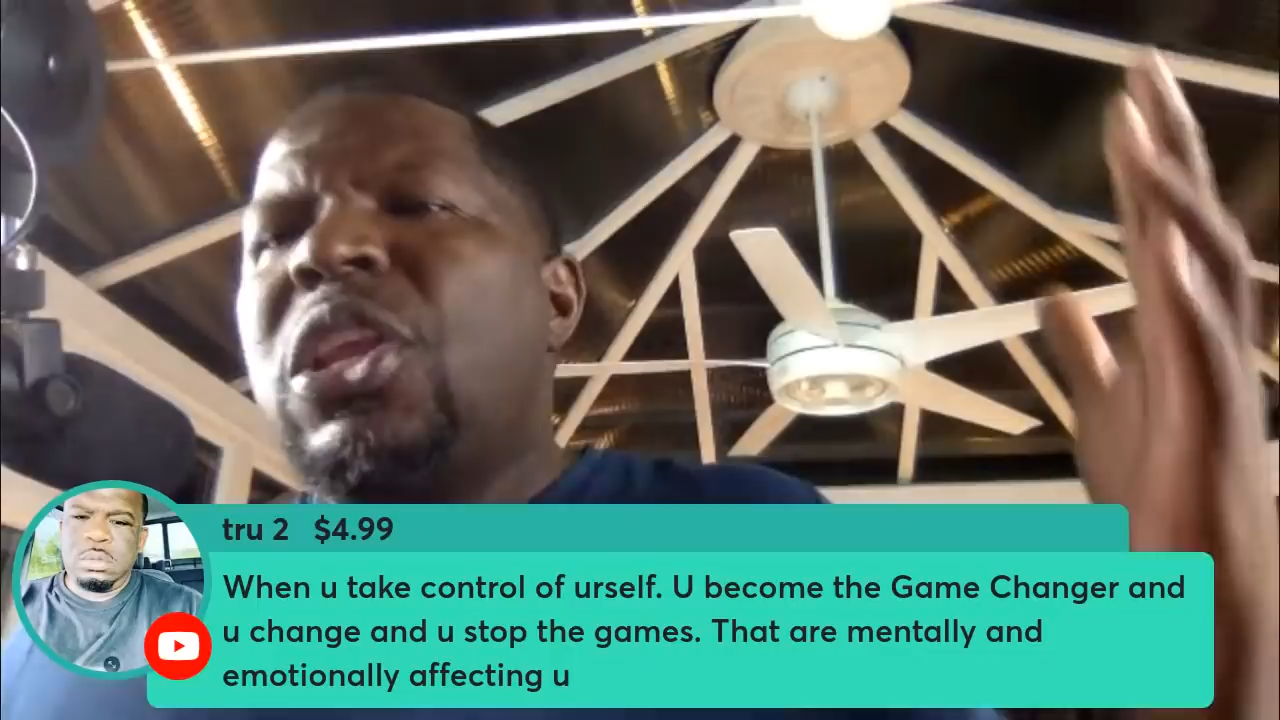 tru 2 $4.99
When u take control of urself. U become the Game Changer and
u change and u stop the games. That are mentally and
emotionally affecting u